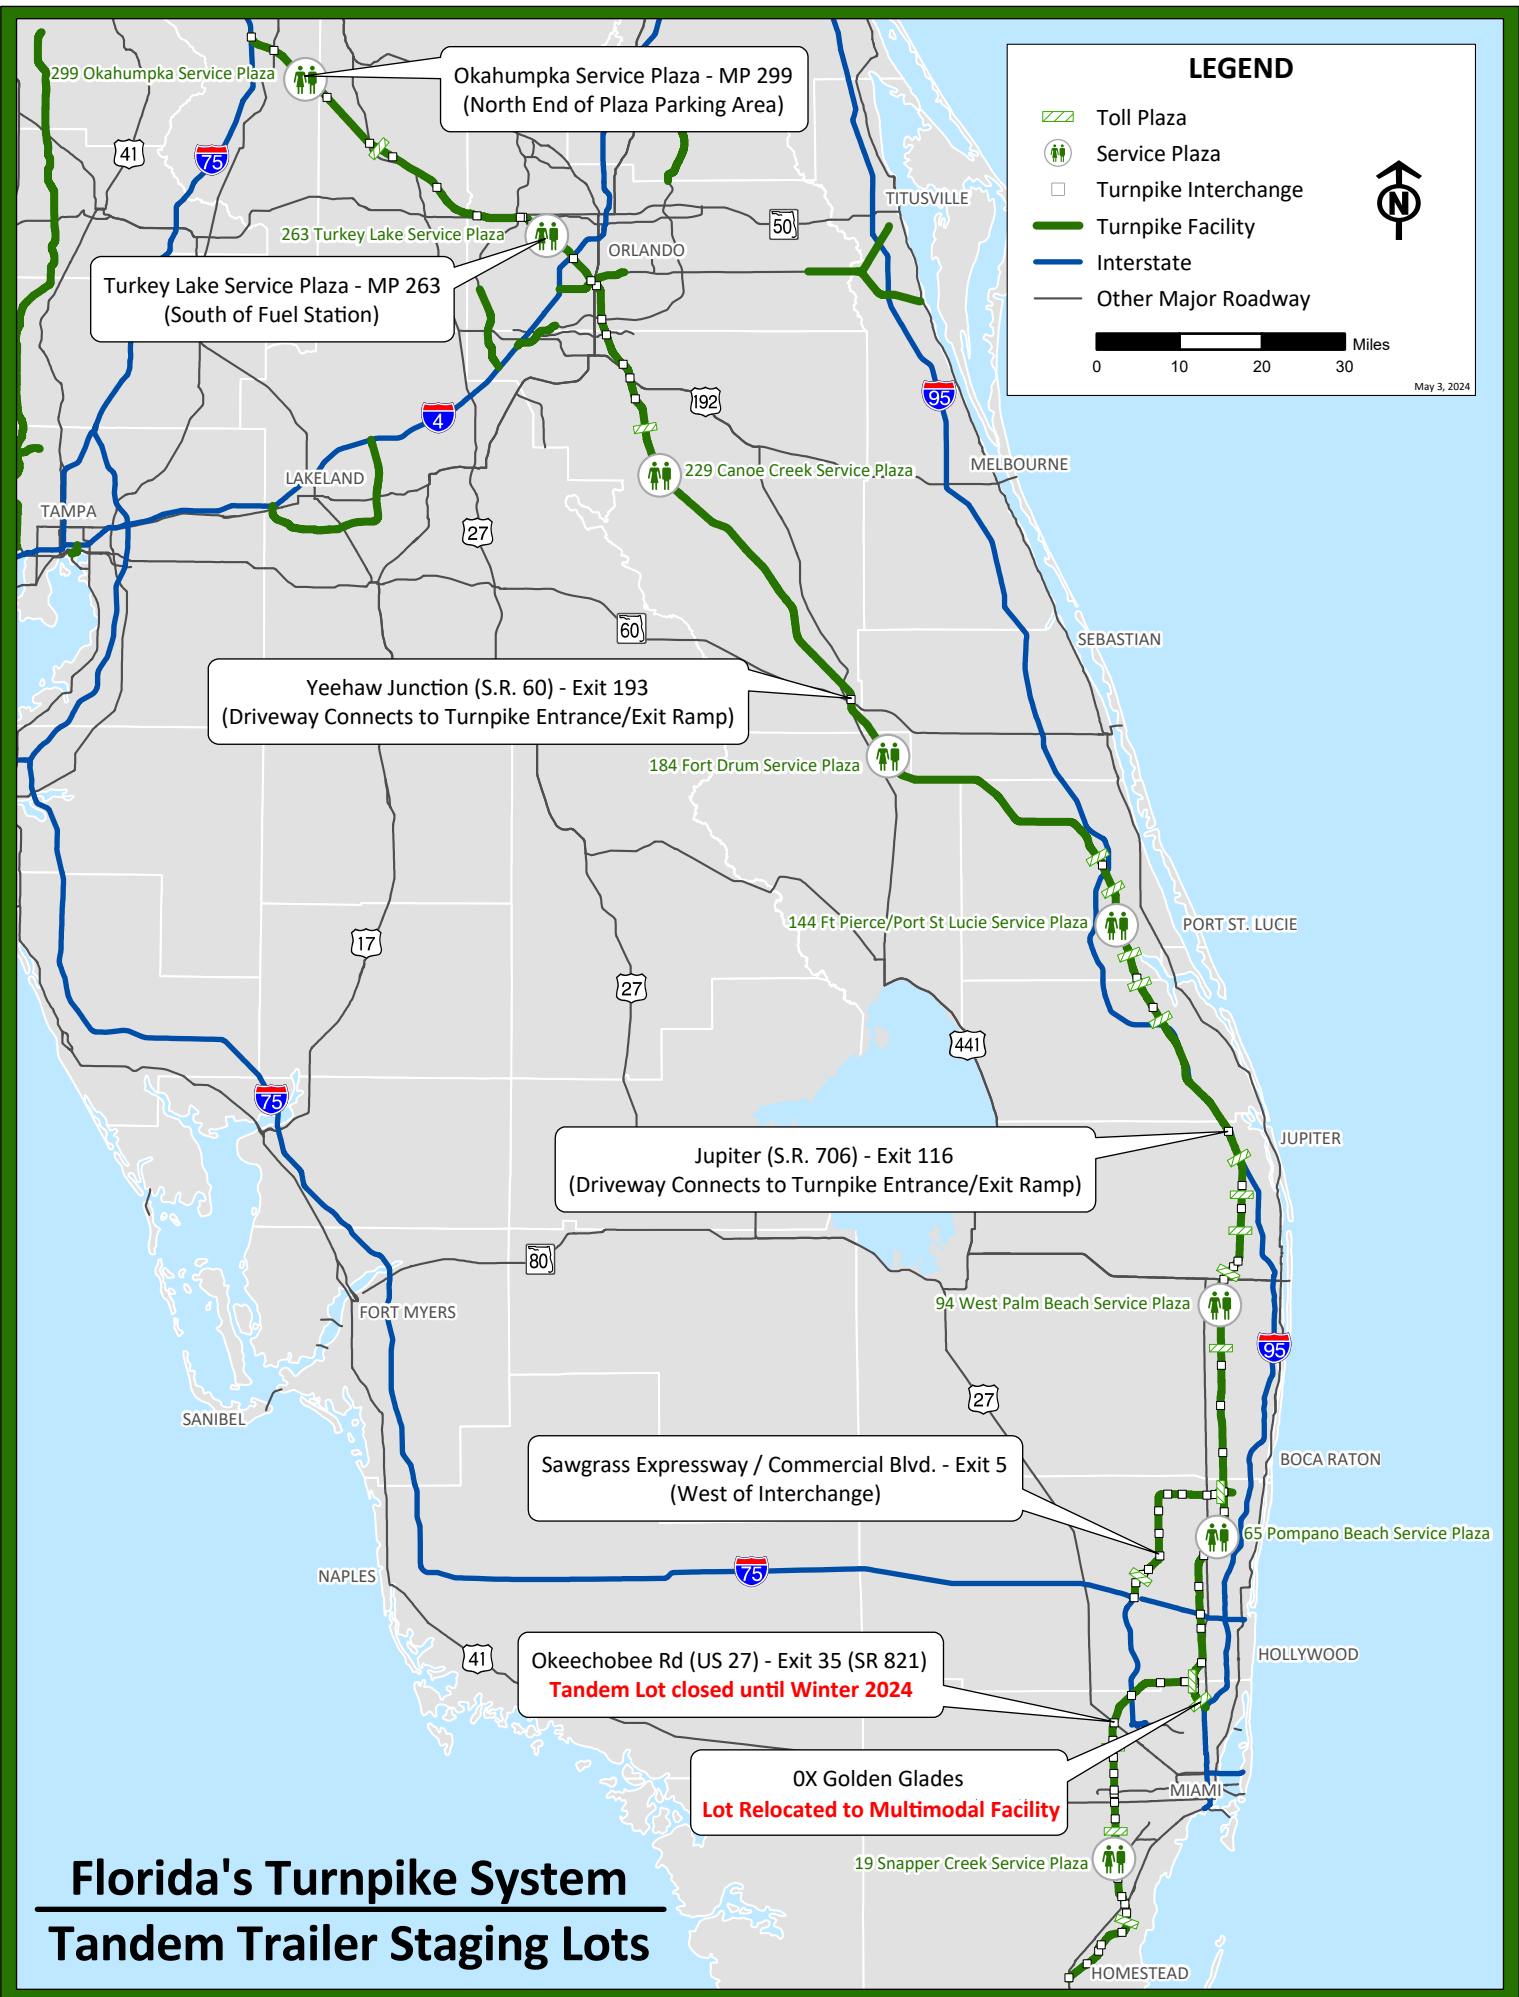 299 Okahumpka Service Plaza
Okahumpka Service Plaza - MP 299
(North End of Plaza Parking Area)
LEGEND
Toll Plaza
Service Plaza
Turnpike Interchange
Turnpike Facility
Interstate
Other Major Roadway
N
0 10 20 30 Miles
May 3, 2024
41
75
TITUSVILLE
50
263 Turkey Lake Service Plaza
ORLANDO
Turkey Lake Service Plaza - MP 263
(South of Fuel Station)
4
192
95
LAKELAND
229 Canoe Creek Service Plaza
MELBOURNE
TAMPA
27
60
SEBASTIAN
Yeehaw Junction (S.R. 60) - Exit 193
(Driveway Connects to Turnpike Entrance/Exit Ramp)
184 Fort Drum Service Plaza
17
144 Ft Pierce/Port St Lucie Service Plaza
PORT ST. LUCIE
27
441
75
JUPITER
Jupiter (S.R. 706) - Exit 116
(Driveway Connects to Turnpike Entrance/Exit Ramp)
80
94 West Palm Beach Service Plaza
FORT MYERS
95
27
SANIBEL
BOCA RATON
Sawgrass Expressway / Commercial Blvd. - Exit 5
(West of Interchange)
65 Pompano Beach Service Plaza
NAPLES
75
41
HOLLYWOOD
Okeechobee Rd (US 27) - Exit 35 (SR 821)
Tandem Lot closed until Winter 2024
0X Golden Glades
Lot Relocated to Multimodal Facility
MIAMI
19 Snapper Creek Service Plaza
HOMESTEAD
Florida's Turnpike System
Tandem Trailer Staging Lots